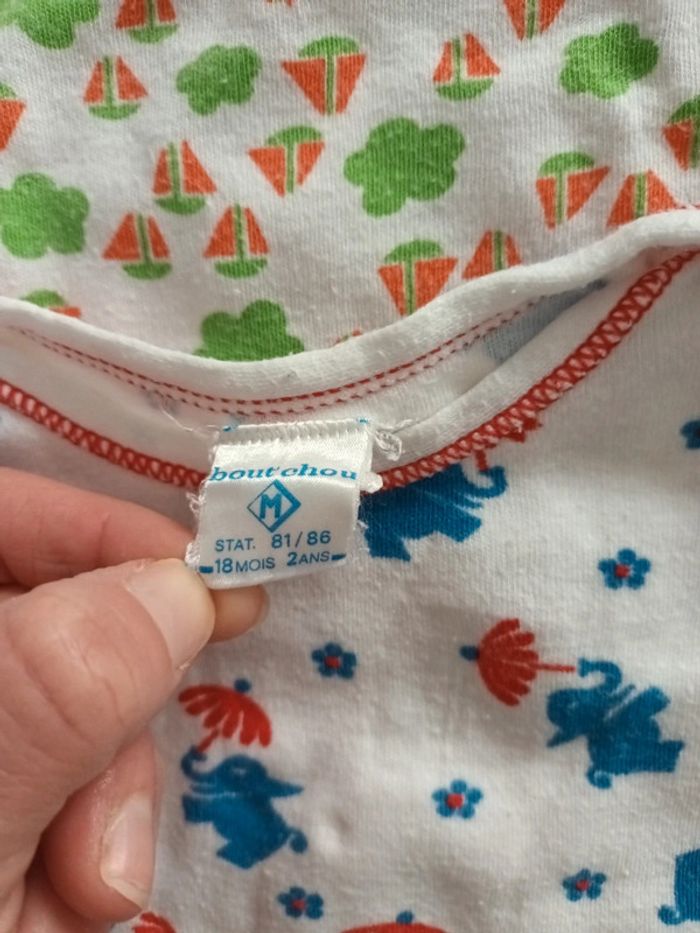 bout'chou
M
STAT. 81/86
18 MOIS 2 ANS